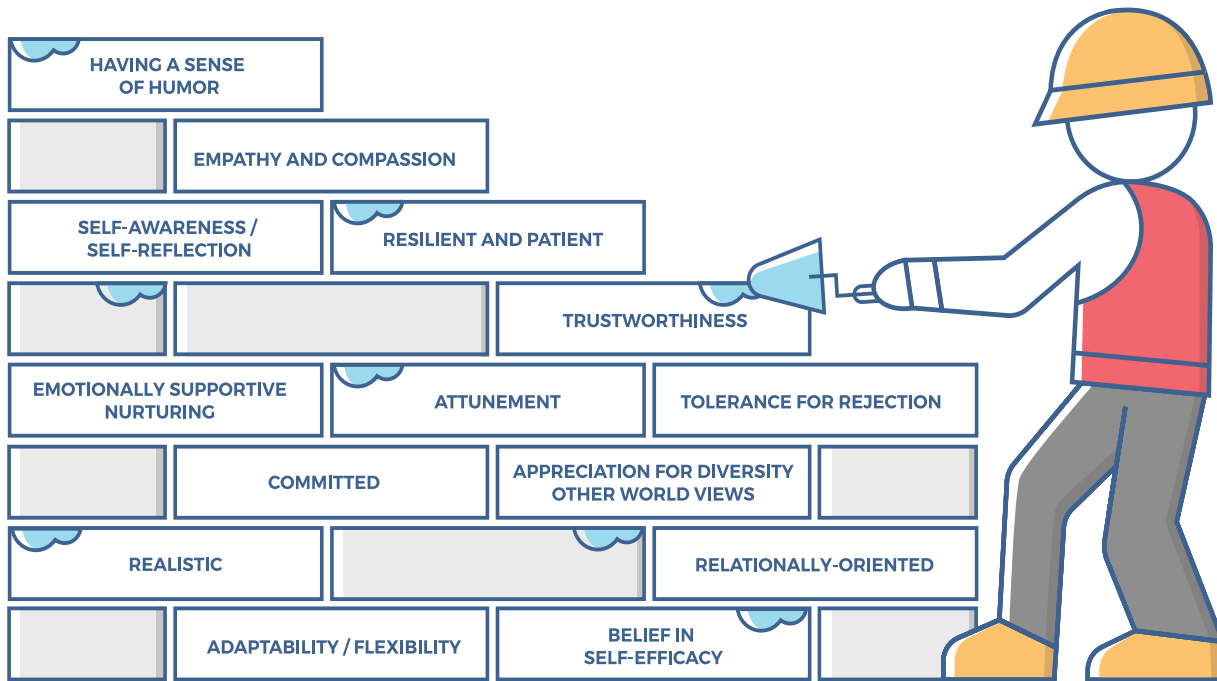 HAVING A SENSE
OF HUMOR
EMPATHY AND COMPASSION
SELF-AWARENESS /
SELF-REFLECTION
RESILIENT AND PATIENT
TRUSTWORTHINESS
EMOTIONALLY SUPPORTIVE
NURTURING
ATTUNEMENT
TOLERANCE FOR REJECTION
COMMITTED
APPRECIATION FOR DIVERSITY
OTHER WORLD VIEWS
REALISTIC
RELATIONALLY-ORIENTED
ADAPTABILITY / FLEXIBILITY
BELIEF IN
SELF-EFFICACY